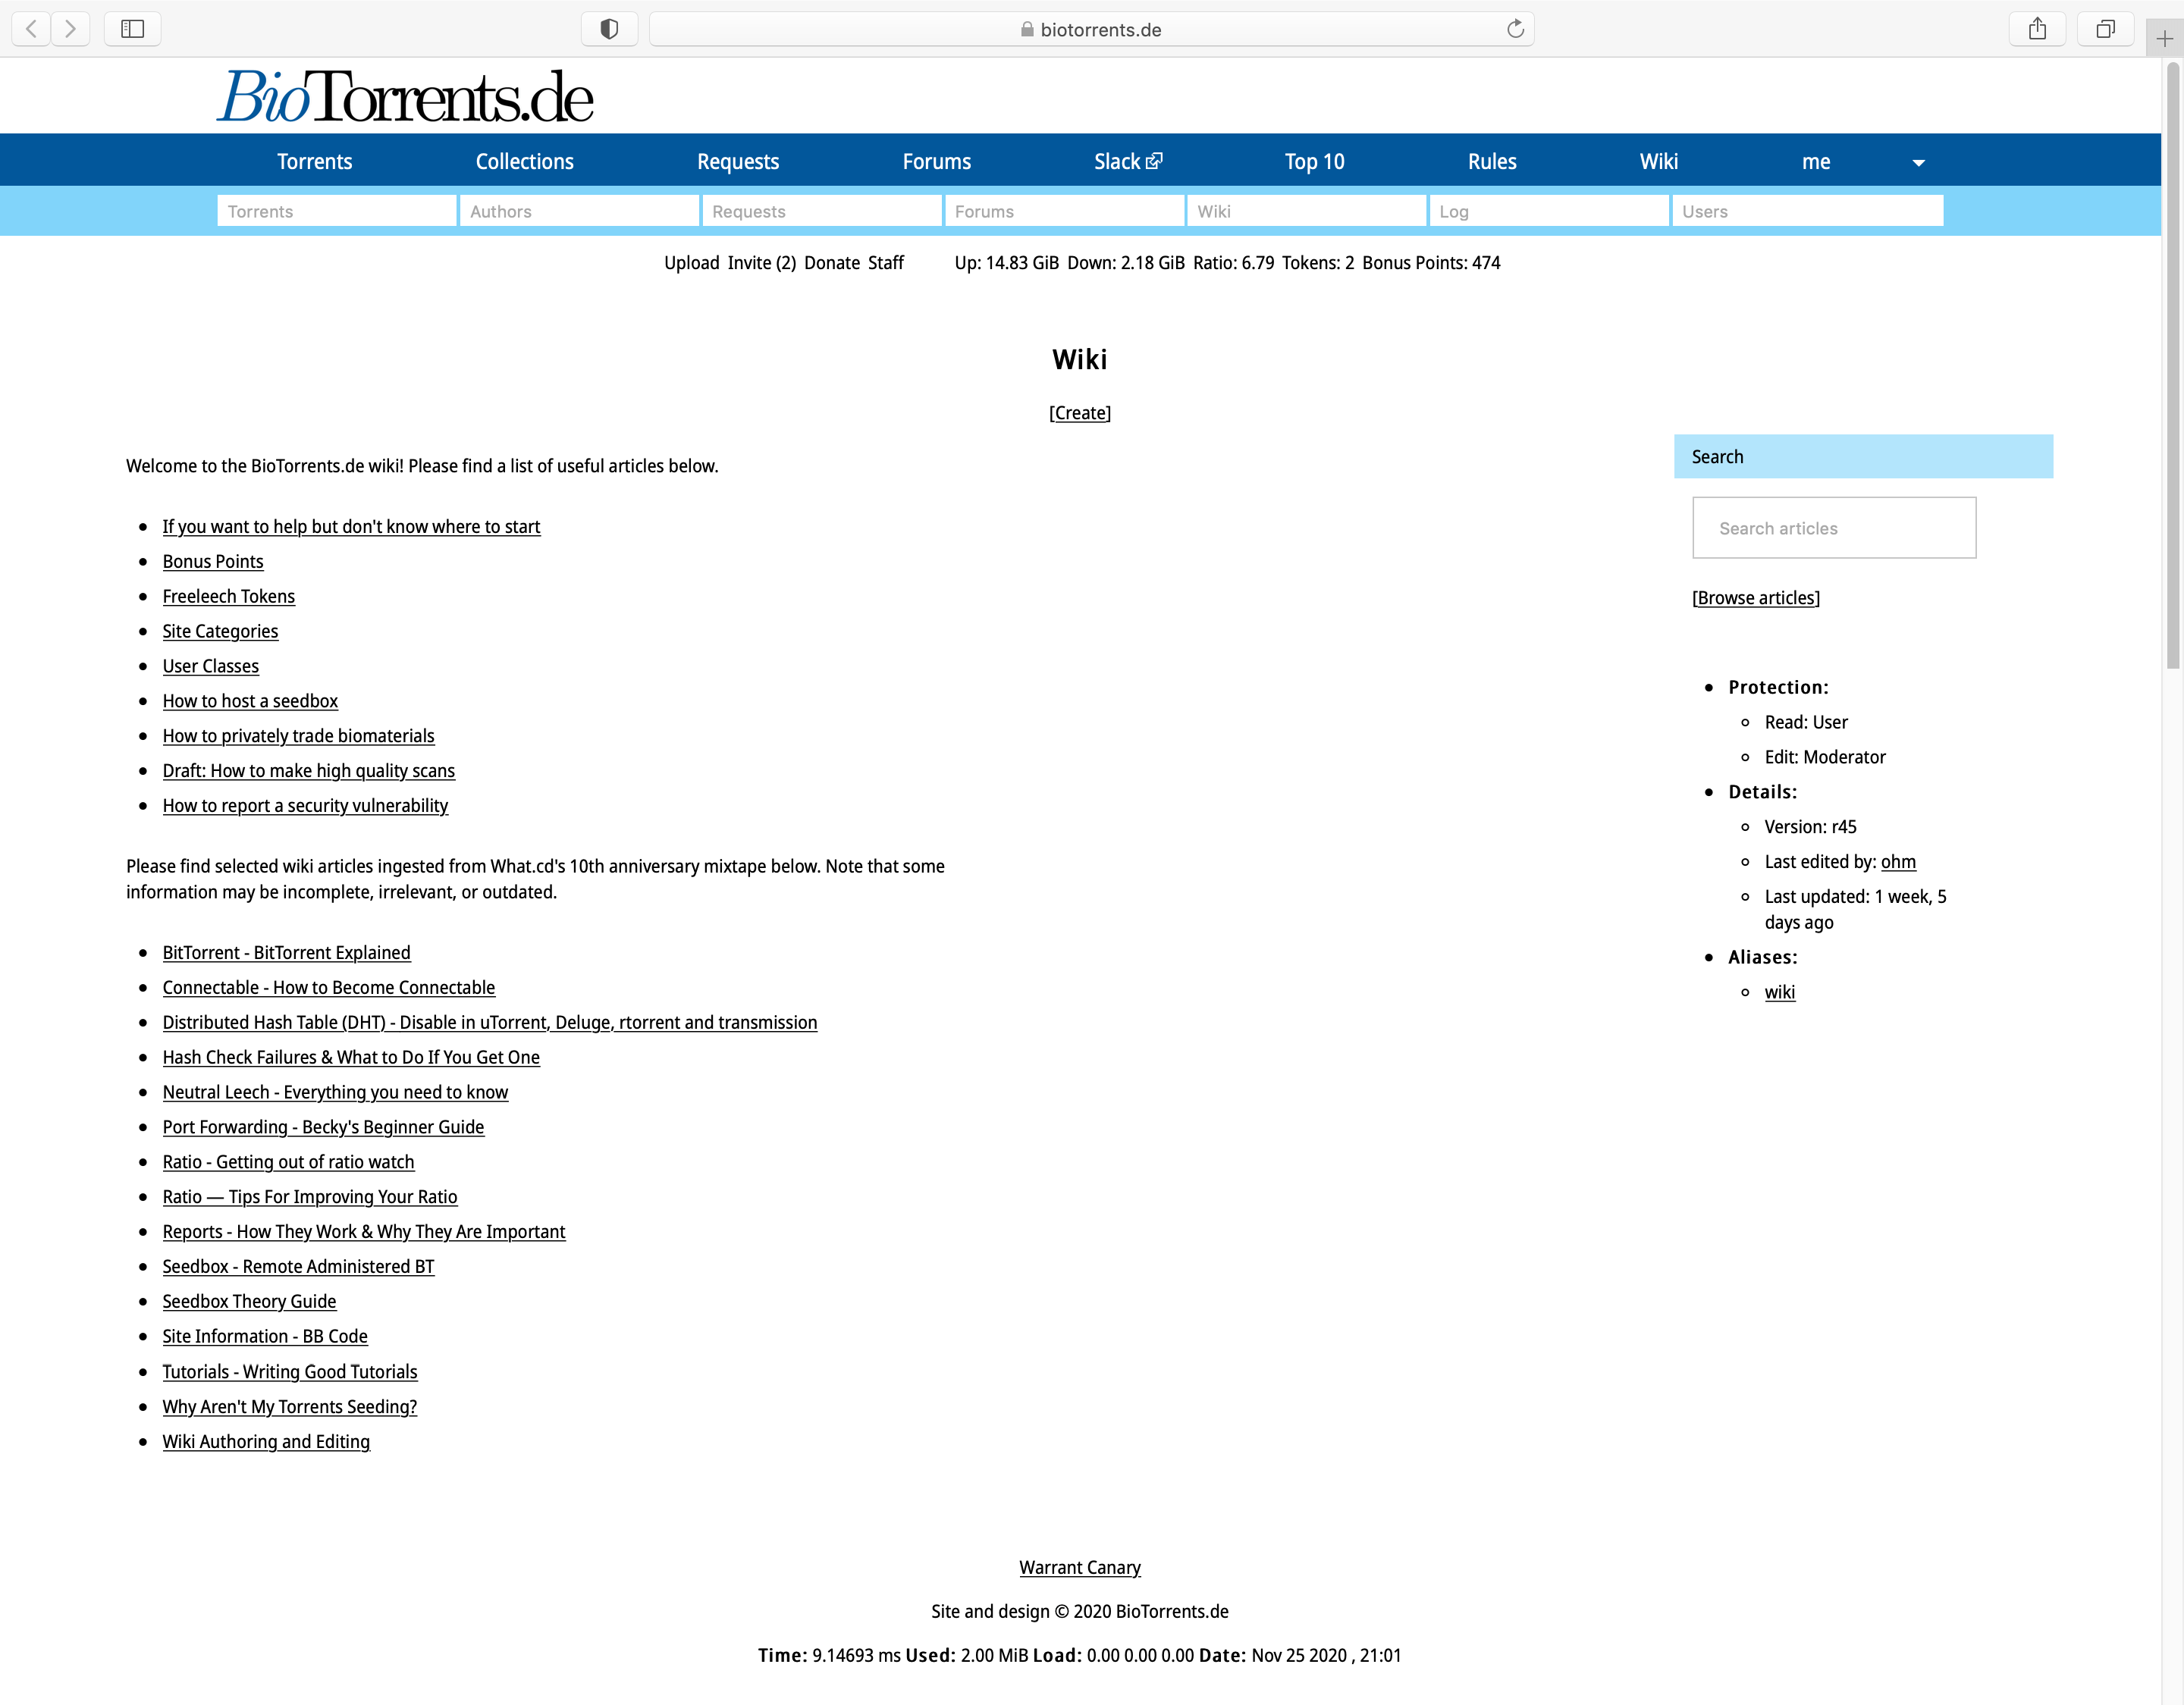 biotorrents.de
BioTorrents.de
Torrents Collections Requests Forums Slack Top 10 Rules Wiki me
Torrents Authors Requests Forums Wiki Log Users
Upload Invite (2) Donate Staff Up: 14.83 GiB Down: 2.18 GiB Ratio: 6.79 Tokens: 2 Bonus Points: 474
Wiki
[Create]
Welcome to the BioTorrents.de wiki! Please find a list of useful articles below.
If you want to help but don't know where to start
Bonus Points
Freeleech Tokens
Site Categories
User Classes
How to host a seedbox
How to privately trade biomaterials
Draft: How to make high quality scans
How to report a security vulnerability
Please find selected wiki articles ingested from What.cd's 10th anniversary mixtape below. Note that some
information may be incomplete, irrelevant, or outdated.
BitTorrent - BitTorrent Explained
Connectable - How to Become Connectable
Distributed Hash Table (DHT) - Disable in uTorrent, Deluge, rtorrent and transmission
Hash Check Failures & What to Do If You Get One
Neutral Leech - Everything you need to know
Port Forwarding - Becky's Beginner Guide
Ratio - Getting out of ratio watch
Ratio — Tips For Improving Your Ratio
Reports - How They Work & Why They Are Important
Seedbox - Remote Administered BT
Seedbox Theory Guide
Site Information - BB Code
Tutorials - Writing Good Tutorials
Why Aren't My Torrents Seeding?
Wiki Authoring and Editing
Search
Search articles
[Browse articles]
Protection:
Read: User
Edit: Moderator
Details:
Version: r45
Last edited by: ohm
Last updated: 1 week, 5
days ago
Aliases:
wiki
Warrant Canary
Site and design © 2020 BioTorrents.de
Time: 9.14693 ms Used: 2.00 MiB Load: 0.00 0.00 0.00 Date: Nov 25 2020 , 21:01